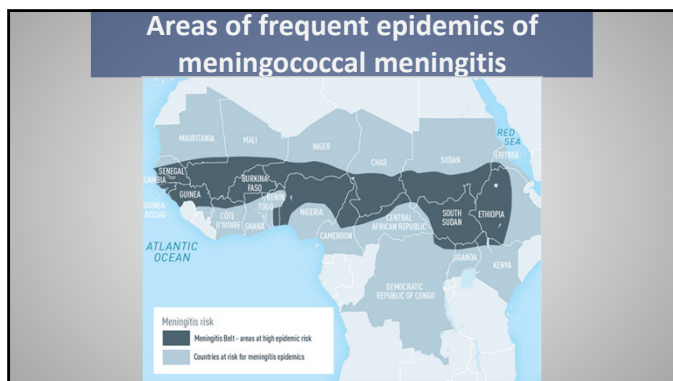 Areas of frequent epidemics of
meningococcal meningitis
RED
SEA
MAURITANIA
MALI
NIGER
CHAD
SUDAN
ERITREA
SENEGAL
GAMBIA
BURKINA
FASO
GUINEA
GUINEA-
BISSAU
BENIN
TOGO
CÔTE
D'IVOIRE
GHANA
NIGERIA
CAMEROON
CENTRAL
AFRICAN REPUBLIC
SOUTH
SUDAN
ETHIOPIA
UGANDA
KENYA
ATLANTIC
OCEAN
DEMOCRATIC
REPUBLIC OF CONGO
Meningitis risk
Meningitis Belt - areas at high epidemic risk
Countries at risk for meningitis epidemics